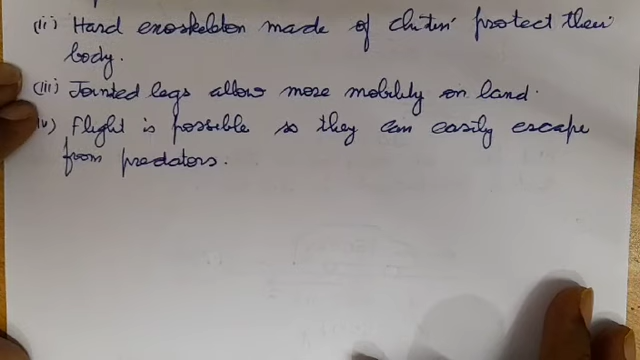 (ii) Hard exoskeleton made of chitin protect their
body.
(iii) Jointed legs allow more mobility on land.
iv) Flight is possible so they can easily escape
from predators.